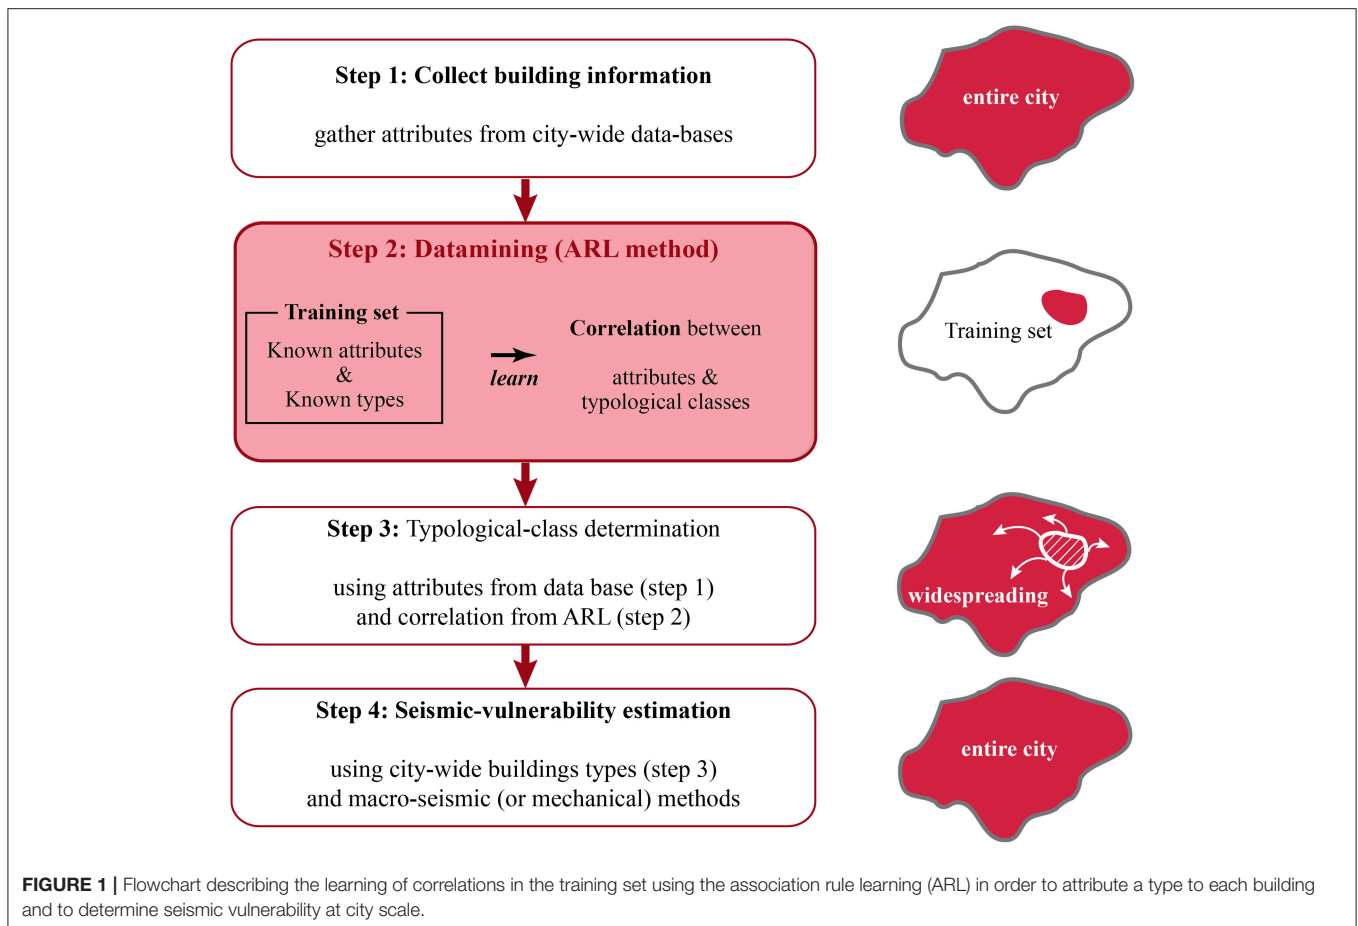 Step 1: Collect building information
gather attributes from city-wide data-bases
entire city
Step 2: Datamining (ARL method)
Training set
Known attributes
&
Known types
learn
Correlation between
attributes &
typological classes
Training set
Step 3: Typological-class determination
using attributes from data base (step 1)
and correlation from ARL (step 2)
widespreading
Step 4: Seismic-vulnerability estimation
using city-wide buildings types (step 3)
and macro-seismic (or mechanical) methods
entire city
FIGURE 1 | Flowchart describing the learning of correlations in the training set using the association rule learning (ARL) in order to attribute a type to each building
and to determine seismic vulnerability at city scale.